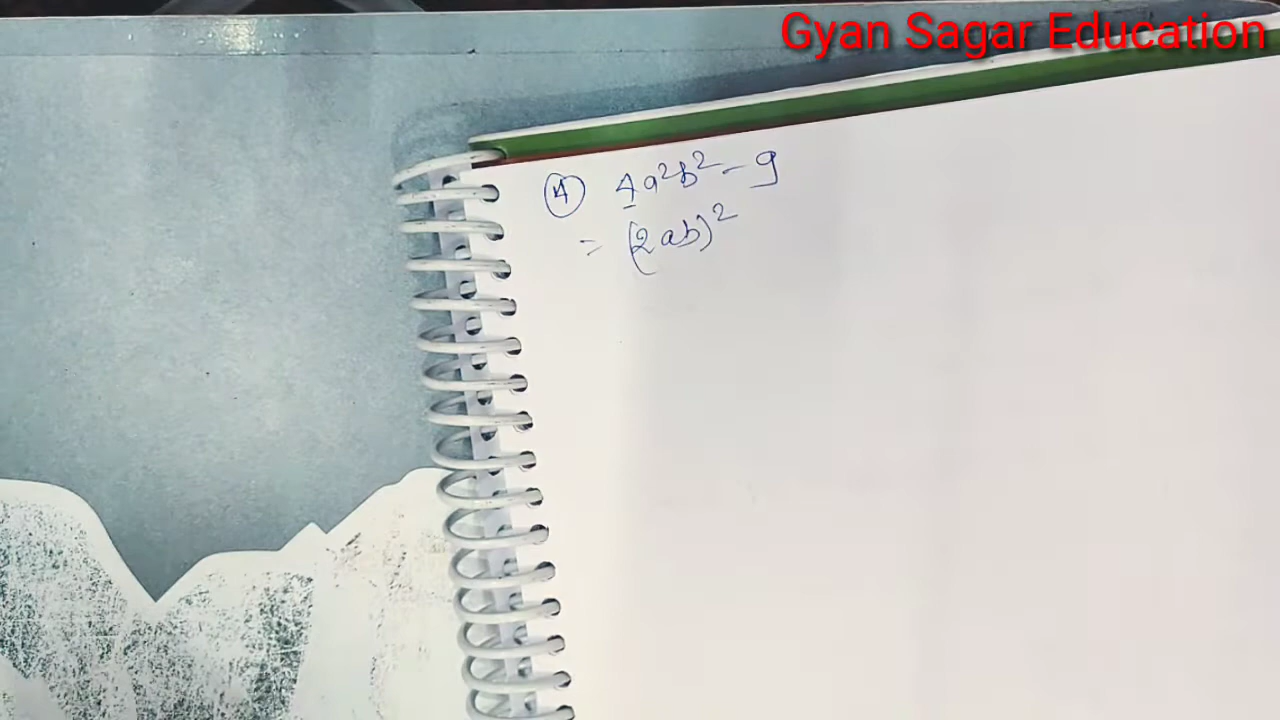 Gyan Sagar Education
④ 4a²b² - 9
= (2ab)²